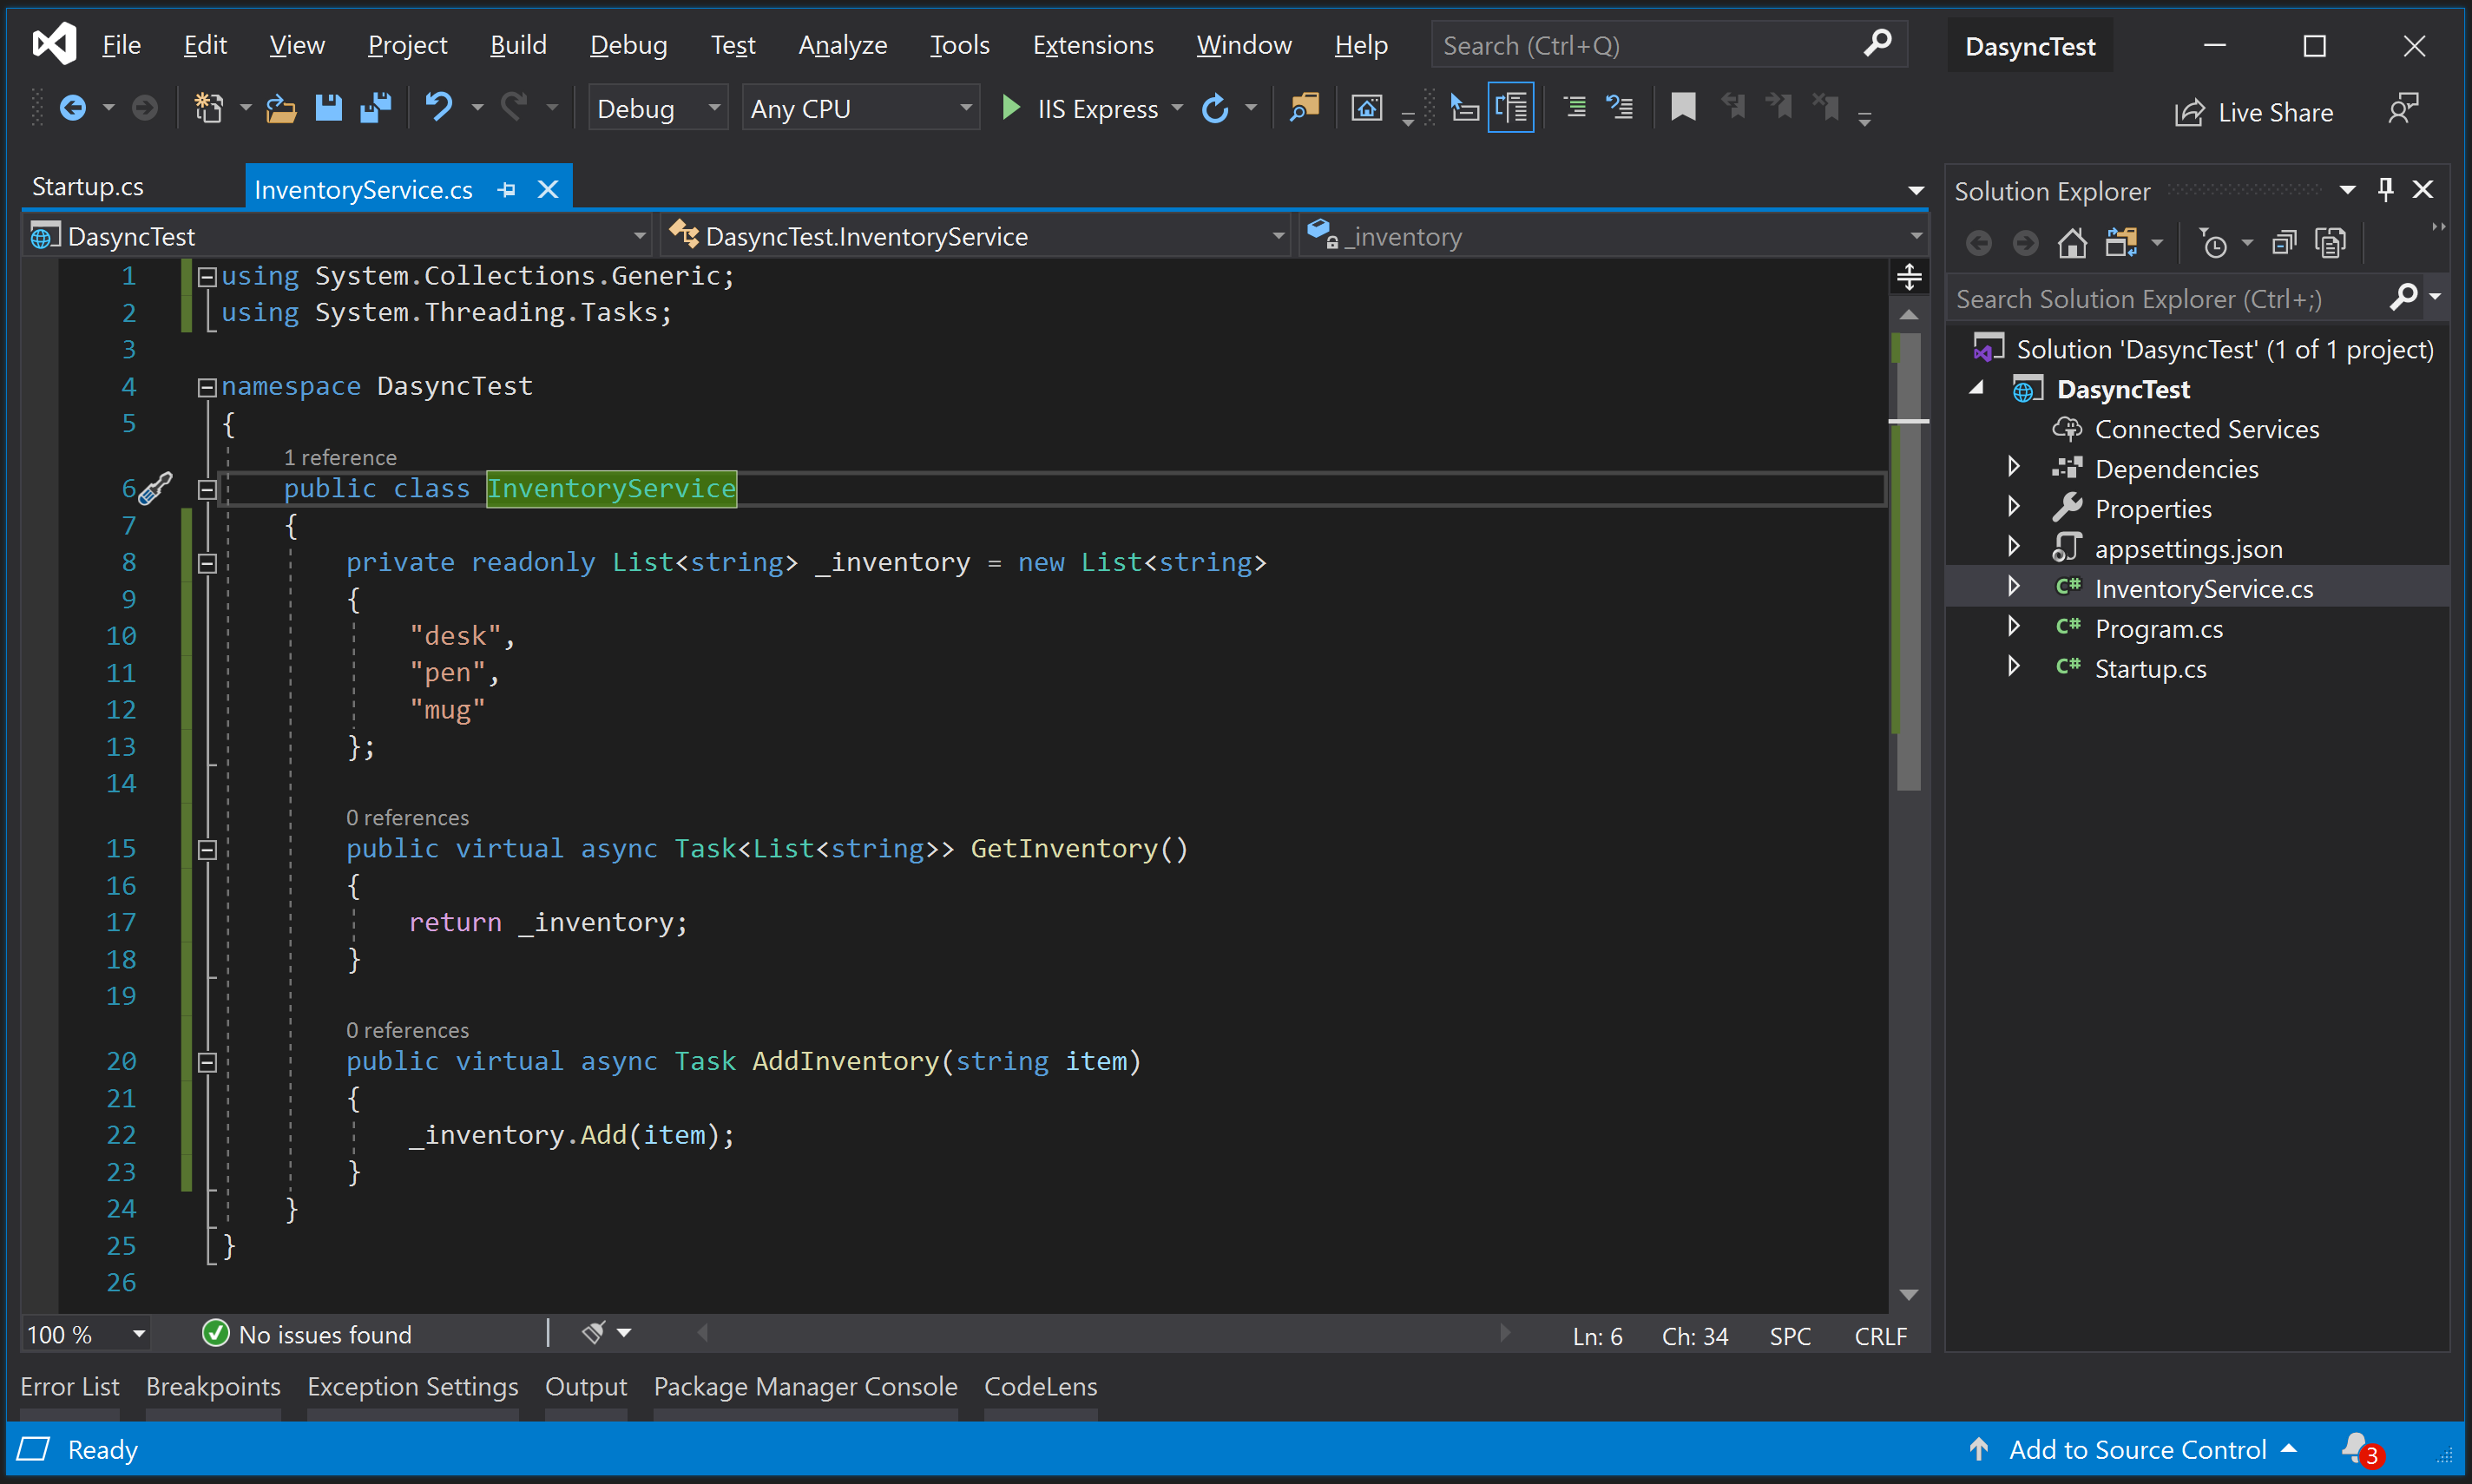 File Edit View Project Build Debug Test Analyze Tools Extensions Window Help Search (Ctrl+Q) DasyncTest
Debug Any CPU IIS Express Live Share
Startup.cs InventoryService.cs
DasyncTest DasyncTest.InventoryService _inventory
1 using System.Collections.Generic;
2 using System.Threading.Tasks;
3
4 namespace DasyncTest
5 {
1 reference
6 public class InventoryService
7 {
8 private readonly List<string> _inventory = new List<string>
9 {
10 "desk",
11 "pen",
12 "mug"
13 };
14
0 references
15 public virtual async Task<List<string>> GetInventory()
16 {
17 return _inventory;
18 }
19
0 references
20 public virtual async Task AddInventory(string item)
21 {
22 _inventory.Add(item);
23 }
24 }
25 }
26
100 % No issues found Ln: 6 Ch: 34 SPC CRLF
Solution Explorer
Search Solution Explorer (Ctrl+;)
Solution 'DasyncTest' (1 of 1 project)
DasyncTest
Connected Services
Dependencies
Properties
appsettings.json
C# InventoryService.cs
C# Program.cs
C# Startup.cs
Error List Breakpoints Exception Settings Output Package Manager Console CodeLens
Ready Add to Source Control 3